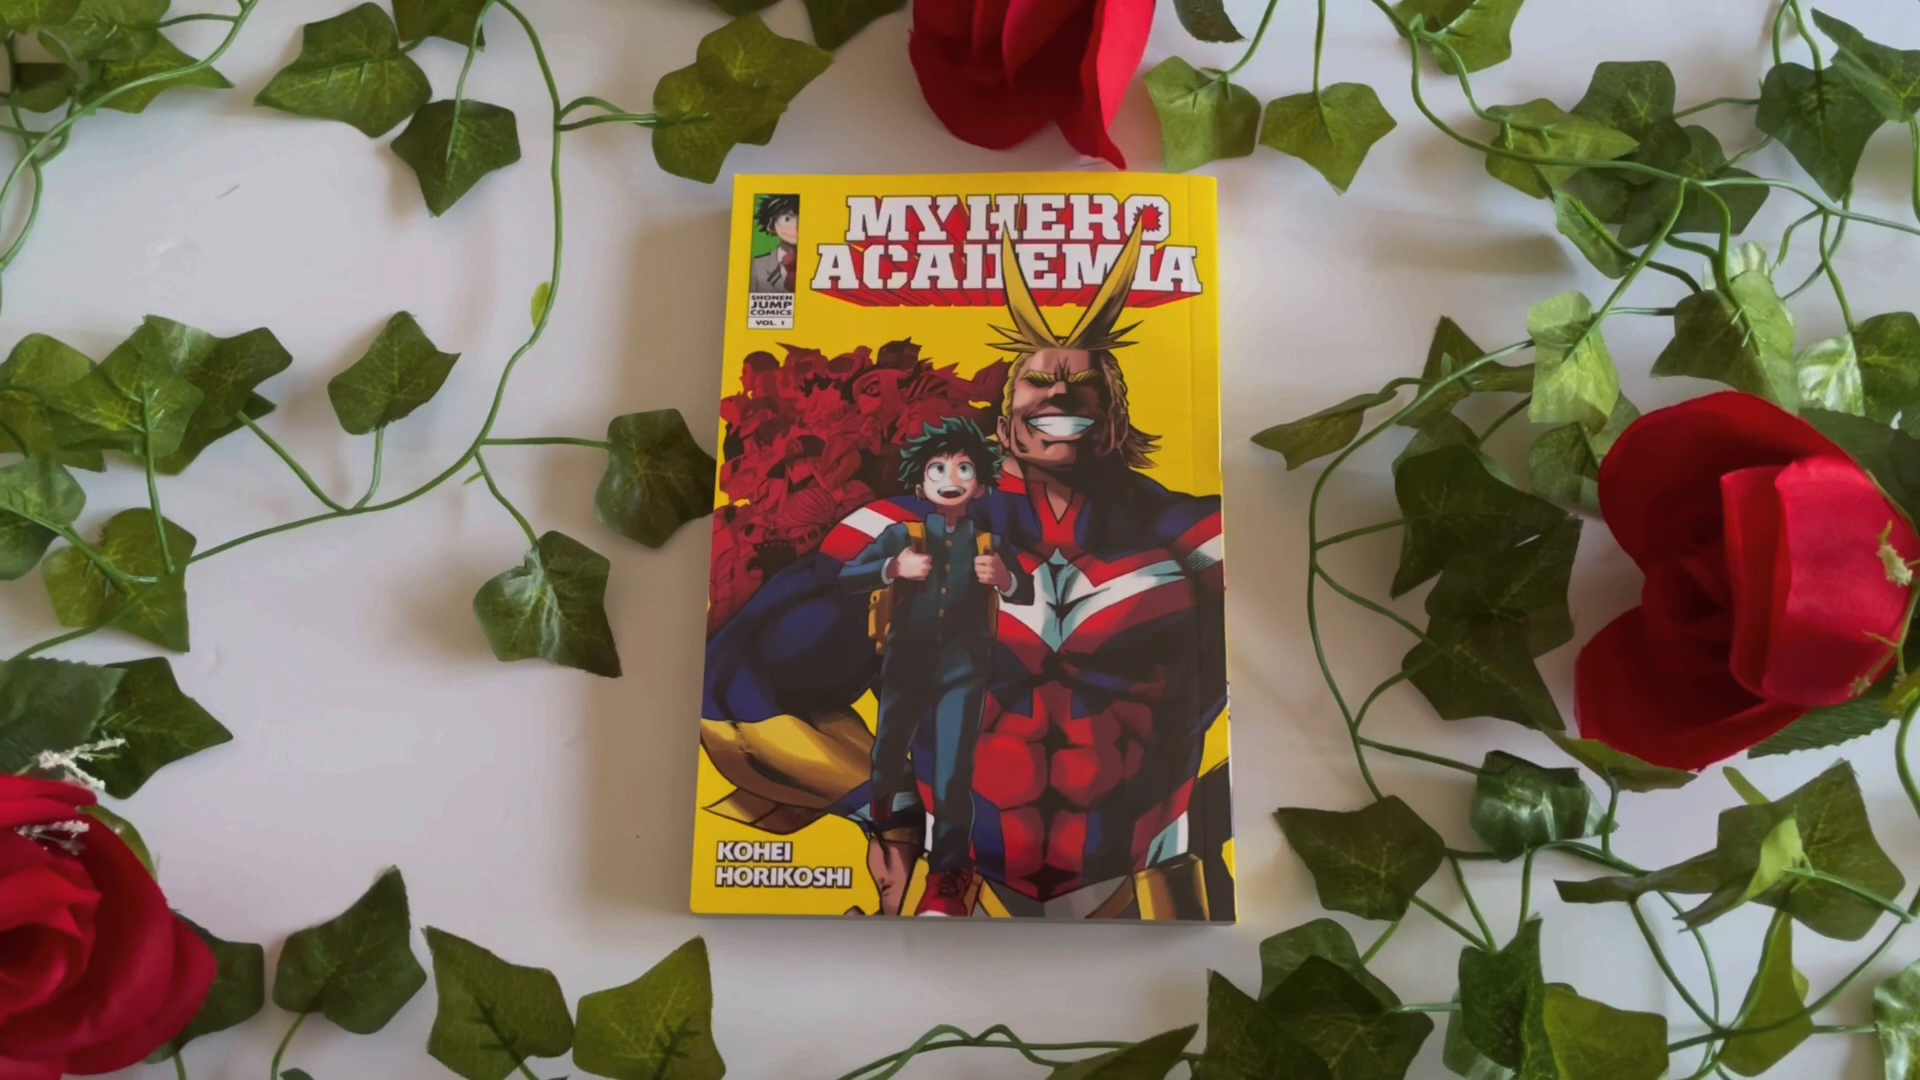 MY HERO
ACADEMIA
SHONEN
JUMP
COMICS
VOL. 1
KOHEI
HORIKOSHI